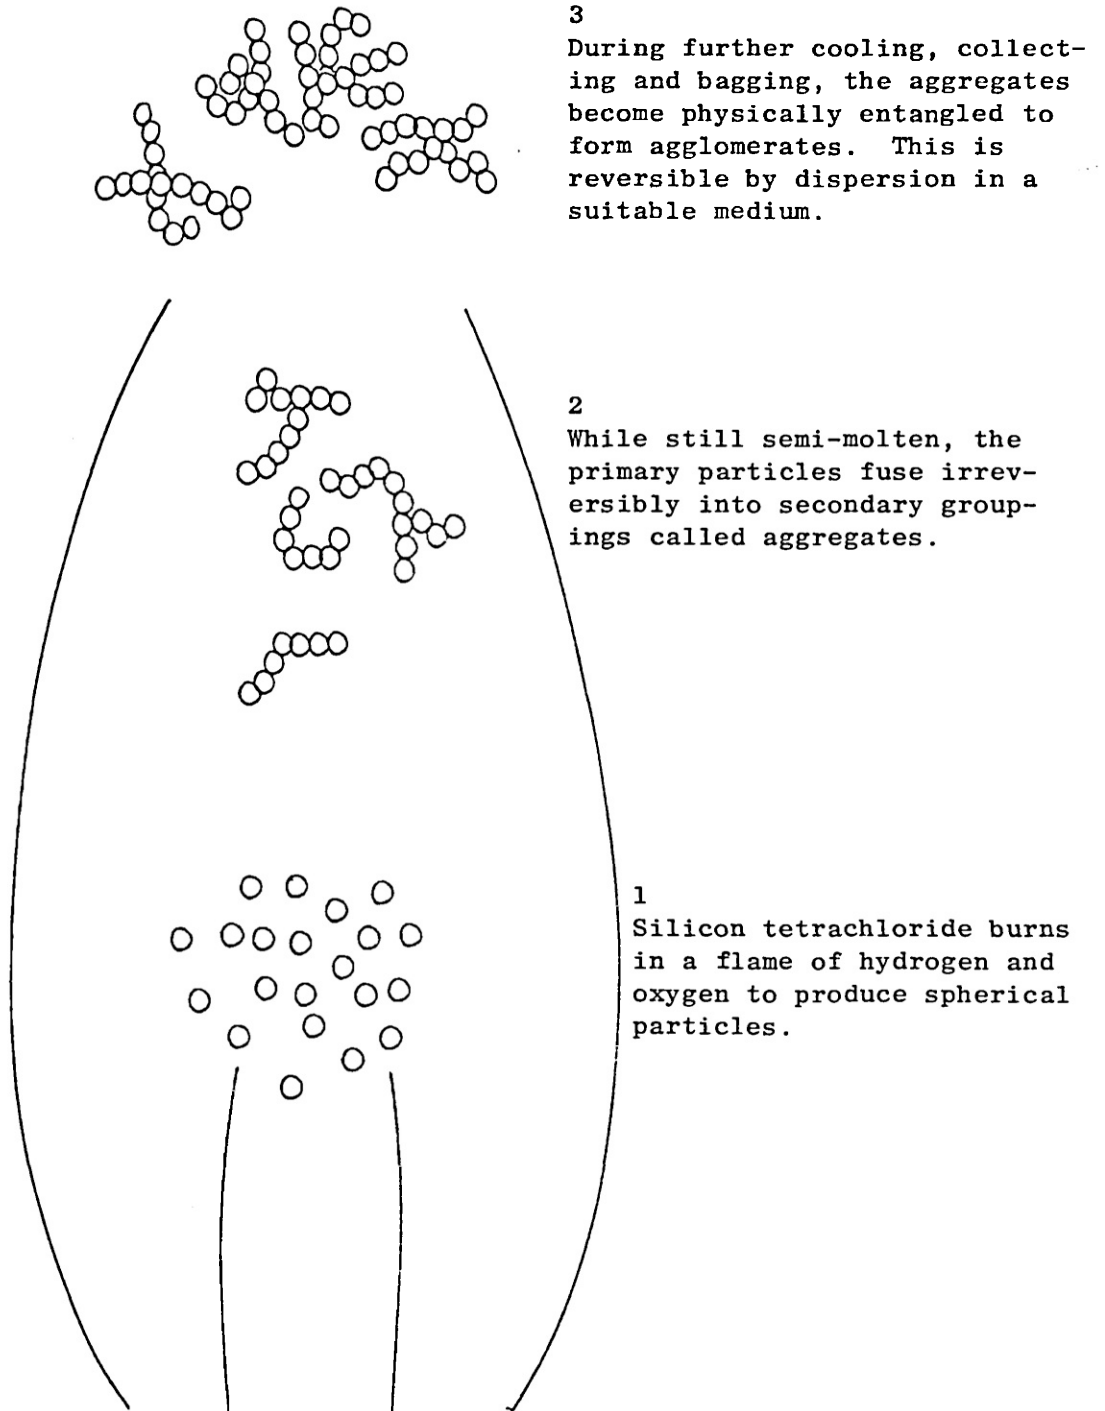 3
During further cooling, collect-
ing and bagging, the aggregates
become physically entangled to
form agglomerates. This is
reversible by dispersion in a
suitable medium.
2
While still semi-molten, the
primary particles fuse irrev-
ersibly into secondary group-
ings called aggregates.
1
Silicon tetrachloride burns
in a flame of hydrogen and
oxygen to produce spherical
particles.